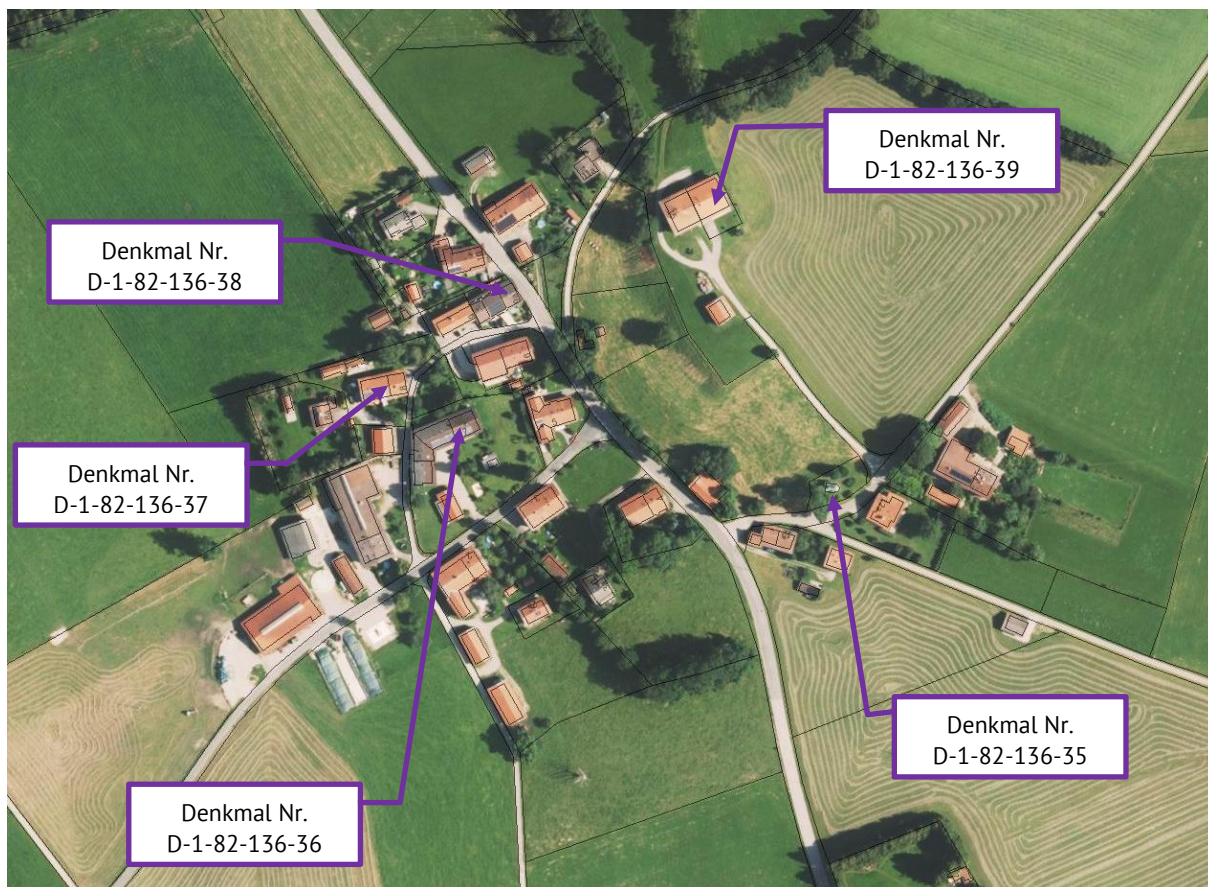 Denkmal Nr.
D-1-82-136-39
Denkmal Nr.
D-1-82-136-38
Denkmal Nr.
D-1-82-136-37
Denkmal Nr.
D-1-82-136-35
Denkmal Nr.
D-1-82-136-36